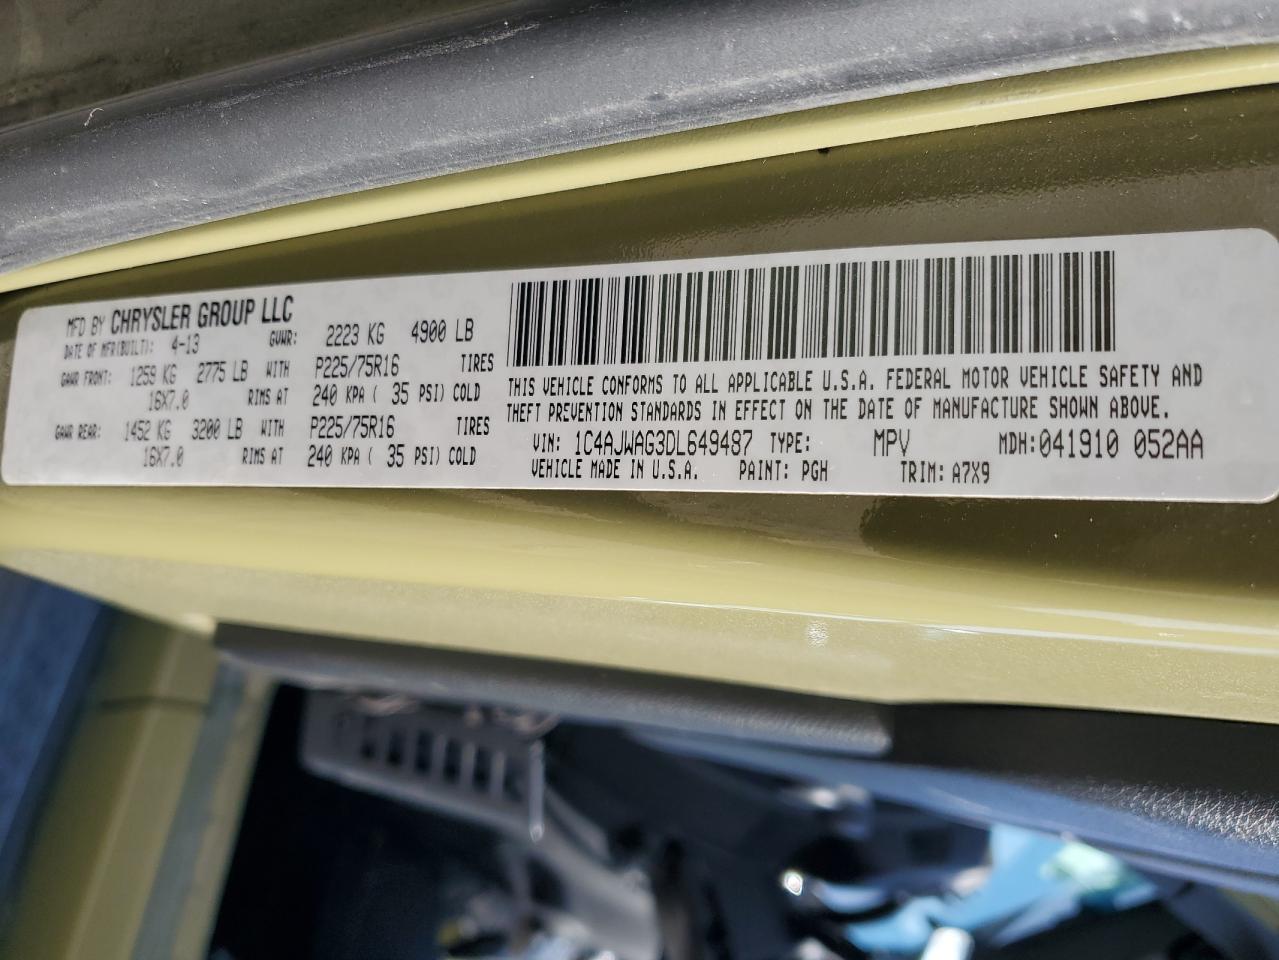 MFD BY CHRYSLER GROUP LLC
DATE OF MFR(BUILT): 4-13 GVWR: 2223 KG 4900 LB
GAWR FRONT: 1259 KG 2775 LB WITH P225/75R16 TIRES
16X7.0 RIMS AT 240 KPA ( 35 PSI) COLD
GAWR REAR: 1452 KG 3200 LB WITH P225/75R16 TIRES
16X7.0 RIMS AT 240 KPA ( 35 PSI) COLD
THIS VEHICLE CONFORMS TO ALL APPLICABLE U.S.A. FEDERAL MOTOR VEHICLE SAFETY AND
THEFT PREVENTION STANDARDS IN EFFECT ON THE DATE OF MANUFACTURE SHOWN ABOVE.
VIN: 1C4AJWAG3DL649487 TYPE: MPV MDH:041910 052AA
VEHICLE MADE IN U.S.A. PAINT: PGH TRIM: A7X9